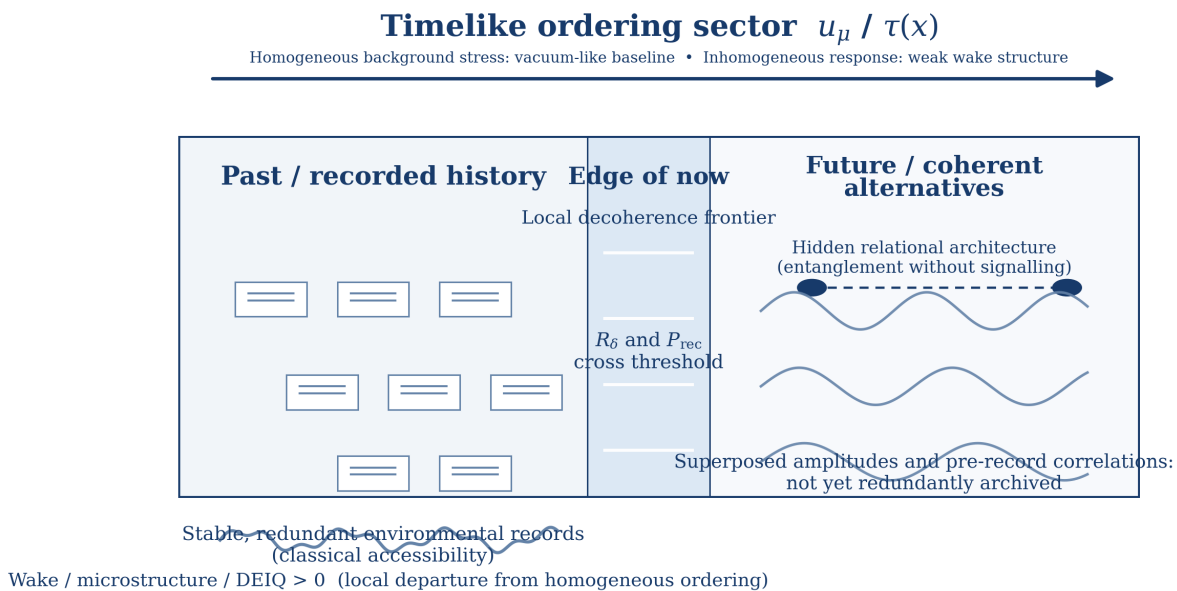 Timelike ordering sector u_μ / τ(x)
Homogeneous background stress: vacuum-like baseline • Inhomogeneous response: weak wake structure
Past / recorded history
Edge of now
Future / coherent
alternatives
Local decoherence frontier
Hidden relational architecture
(entanglement without signalling)
R_δ and P_rec
cross threshold
Superposed amplitudes and pre-record correlations:
not yet redundantly archived
Stable, redundant environmental records
(classical accessibility)
Wake / microstructure / DEIQ > 0 (local departure from homogeneous ordering)